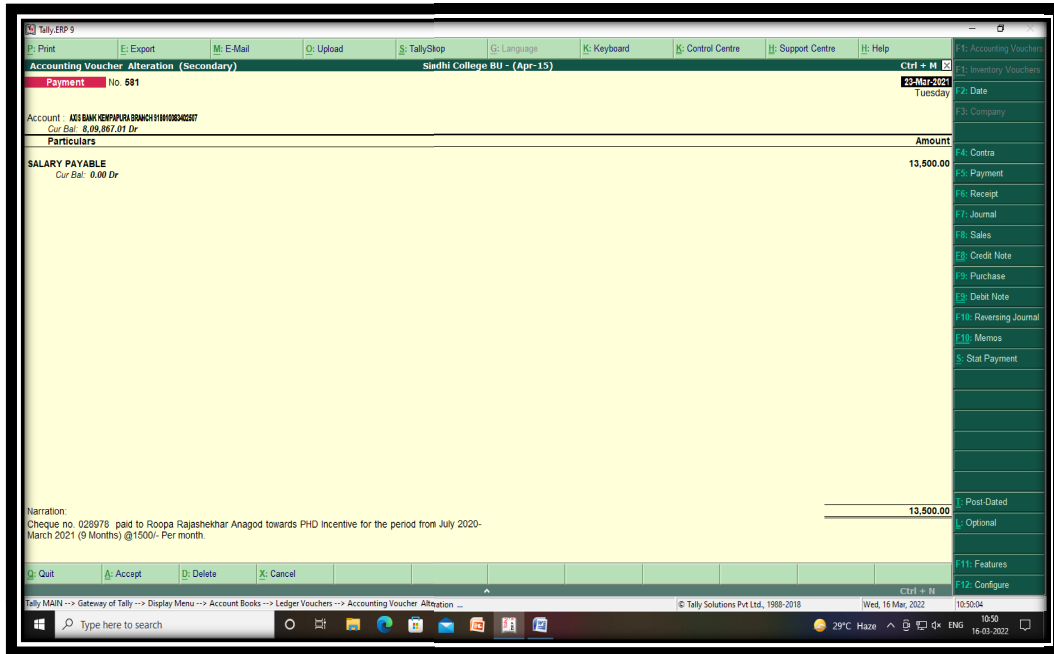 Tally.ERP 9
P: Print E: Export M: E-Mail O: Upload S: TallyShop G: Language K: Keyboard K: Control Centre H: Support Centre H: Help
Accounting Voucher Alteration (Secondary) Sindhi College BU - (Apr-15) Ctrl + M
Payment No. 581 23-Mar-2021
Tuesday
Account : AXIS BANK KEMPAPURA BRANCH 918010083402607
Cur Bal: 8,09,867.01 Dr
Particulars Amount
SALARY PAYABLE 13,500.00
Cur Bal: 0.00 Dr
13,500.00
Narration:
Cheque no. 028978 paid to Roopa Rajashekhar Anagod towards PHD Incentive for the period from July 2020-
March 2021 (9 Months) @1500/- Per month.
F1: Accounting Vouchers
F1: Inventory Vouchers
F2: Date
F3: Company
F4: Contra
F5: Payment
F6: Receipt
F7: Journal
F8: Sales
F8: Credit Note
F9: Purchase
F9: Debit Note
F10: Reversing Journal
F10: Memos
S: Stat Payment
T: Post-Dated
L: Optional
F11: Features
F12: Configure
Q: Quit A: Accept D: Delete X: Cancel
Ctrl + N
Tally MAIN --> Gateway of Tally --> Display Menu --> Account Books --> Ledger Vouchers --> Accounting Voucher Alteration ... © Tally Solutions Pvt Ltd., 1988-2018 Wed, 16 Mar, 2022 10:50:04
Type here to search 29°C Haze ENG 10:50
16-03-2022